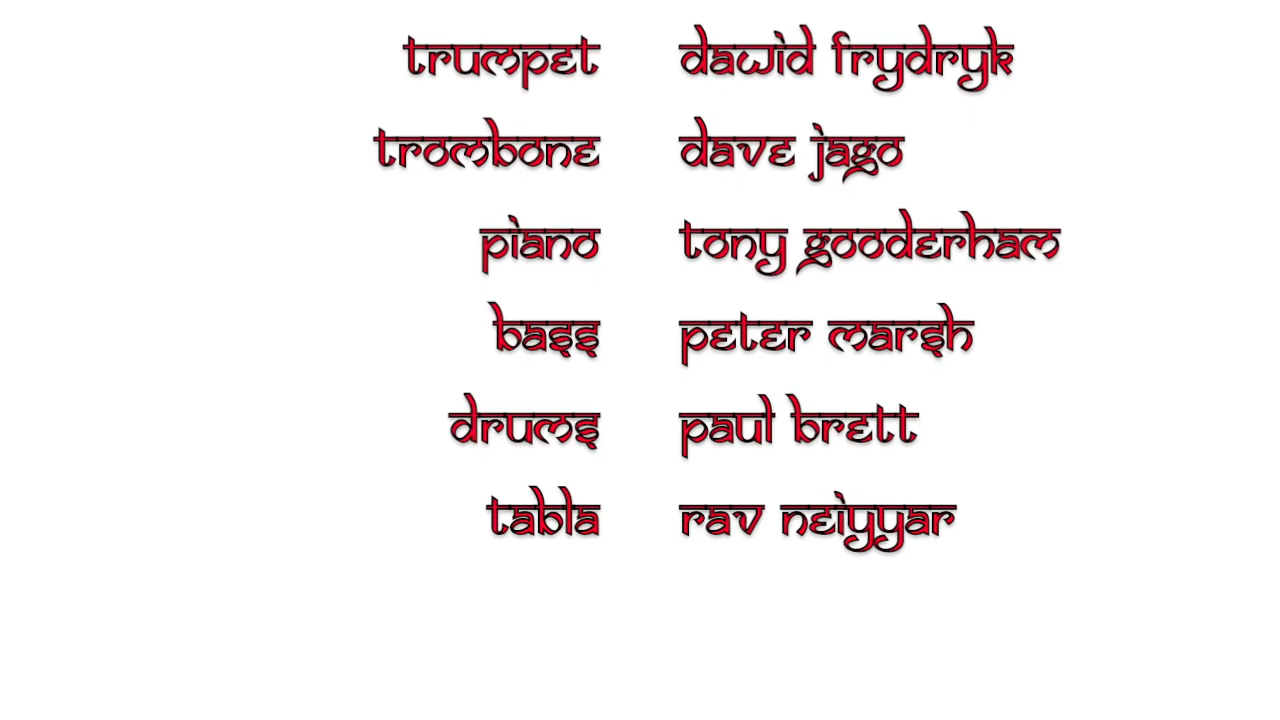 trumpet dawid frydryk
trombone dave jago
piano tony gooderham
bass peter marsh
drums paul brett
tabla rav neiyyar